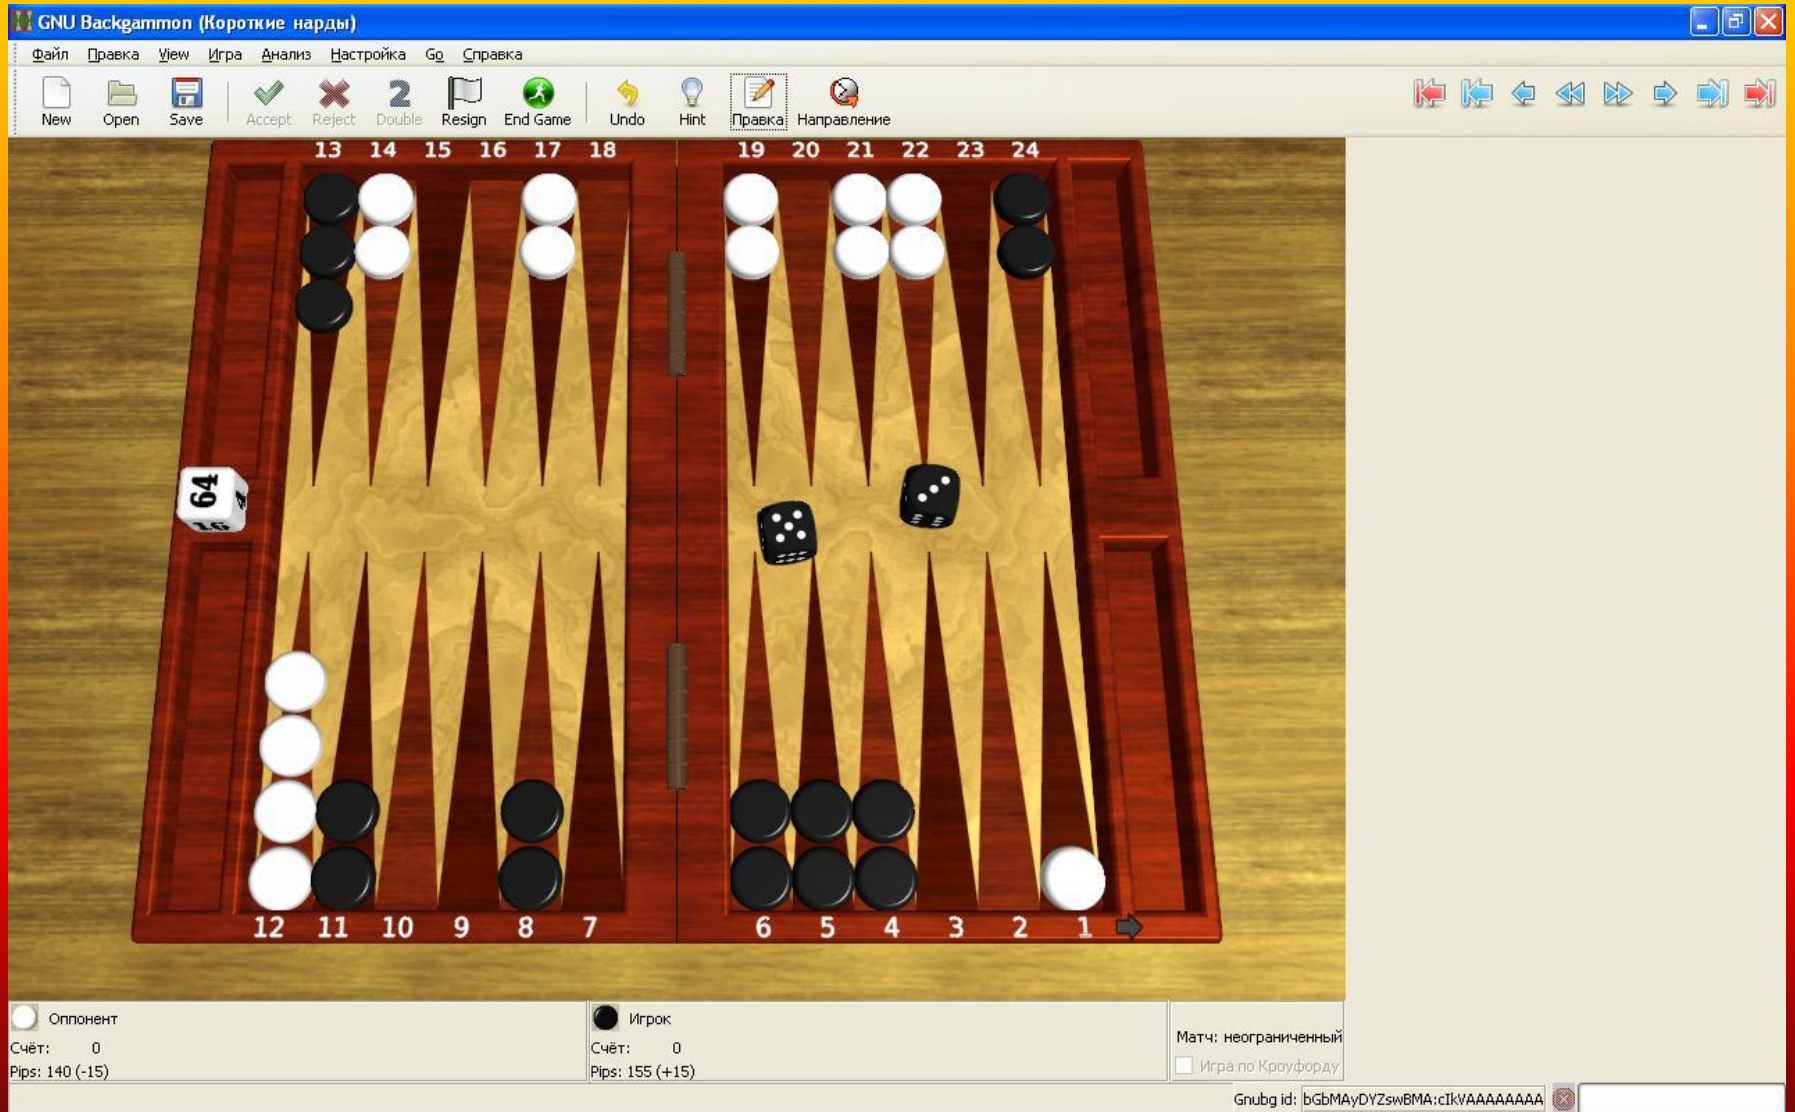 GNU Backgammon (Короткие нарды)
Файл Правка View Игра Анализ Настройка Go Справка
2
New Open Save Accept Reject Double Resign End Game Undo Hint Правка Направление
13 14 15 16 17 18 19 20 21 22 23 24
64
4
16
12 11 10 9 8 7 6 5 4 3 2 1
Оппонент
Счёт: 0
Pips: 140 (-15)
Игрок
Счёт: 0
Pips: 155 (+15)
Матч: неограниченный
Игра по Кроуфорду
Gnubg id: bGbMAyDYZswBMA:cIkVAAAAAAAA